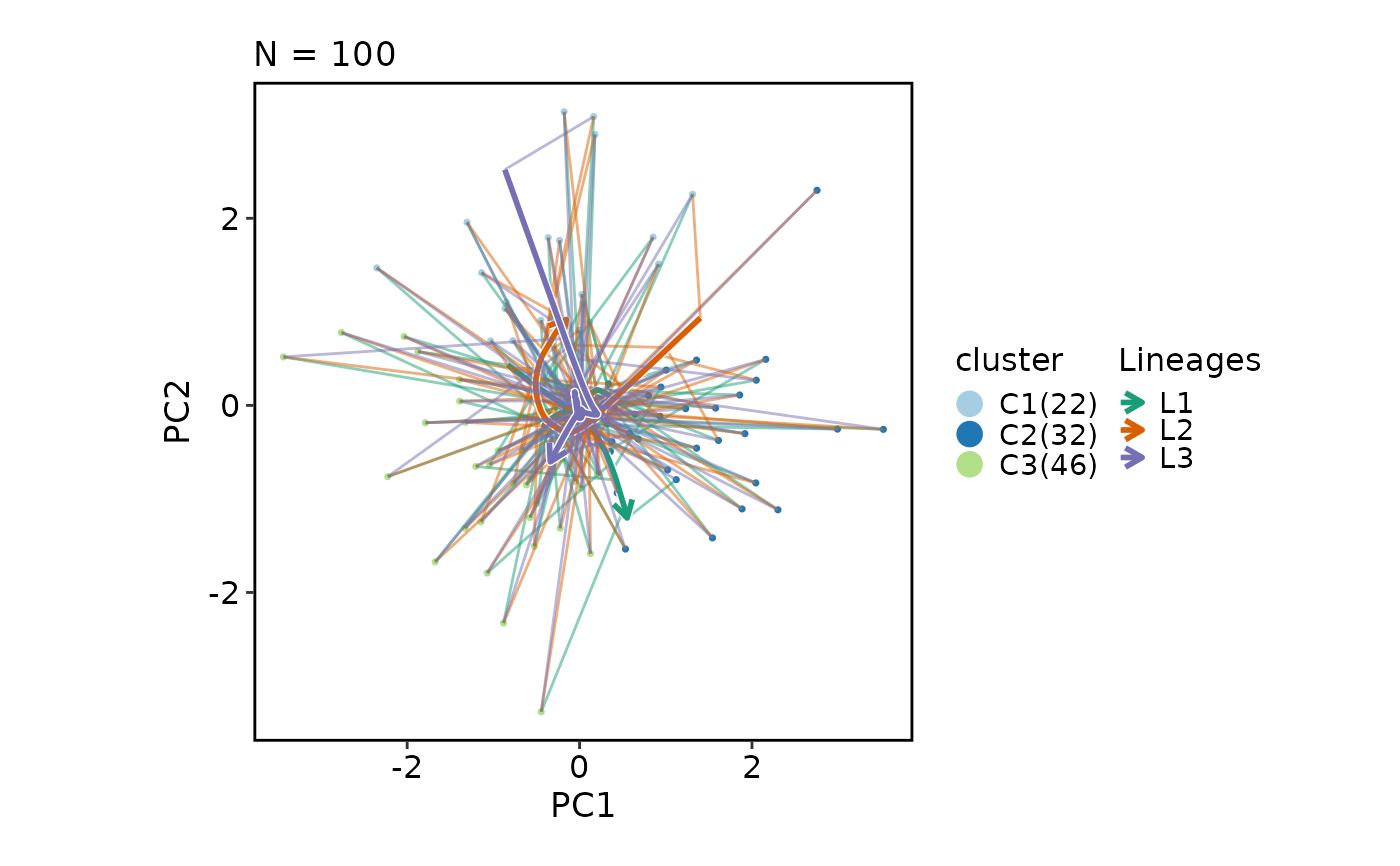 N = 100
PC2
2
0
-2
-2
0
2
PC1
cluster
C1(22)
C2(32)
C3(46)
Lineages
L1
L2
L3